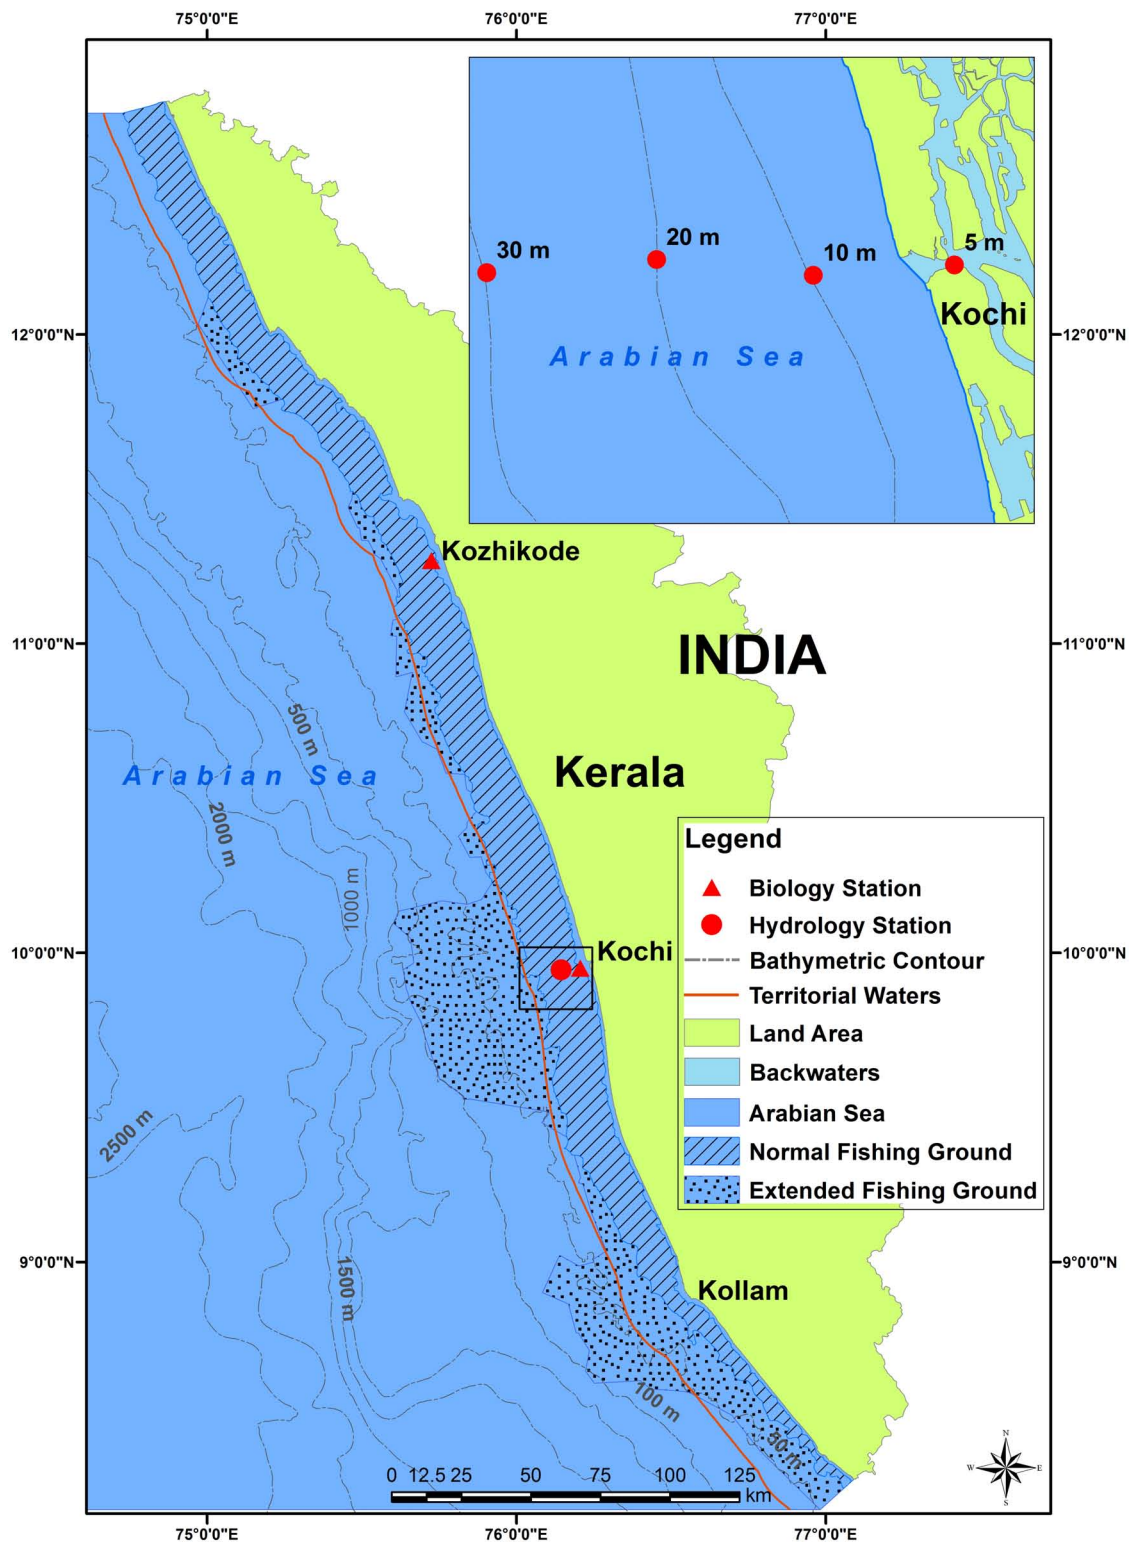 75°0'0"E 76°0'0"E 77°0'0"E
30 m
20 m
10 m
5 m
Kochi
Arabian Sea
12°0'0"N 12°0'0"N
Kozhikode
11°0'0"N 11°0'0"N
INDIA
Kerala
500 m
Arabian Sea
2000 m
1000 m
Legend
Biology Station
Hydrology Station
Bathymetric Contour
Territorial Waters
Land Area
Backwaters
Arabian Sea
Normal Fishing Ground
Extended Fishing Ground
10°0'0"N 10°0'0"N
Kochi
2500 m
9°0'0"N 9°0'0"N
1500 m
Kollam
100 m
50 m
N
W E
S
0 12.5 25 50 75 100 125
km
75°0'0"E 76°0'0"E 77°0'0"E